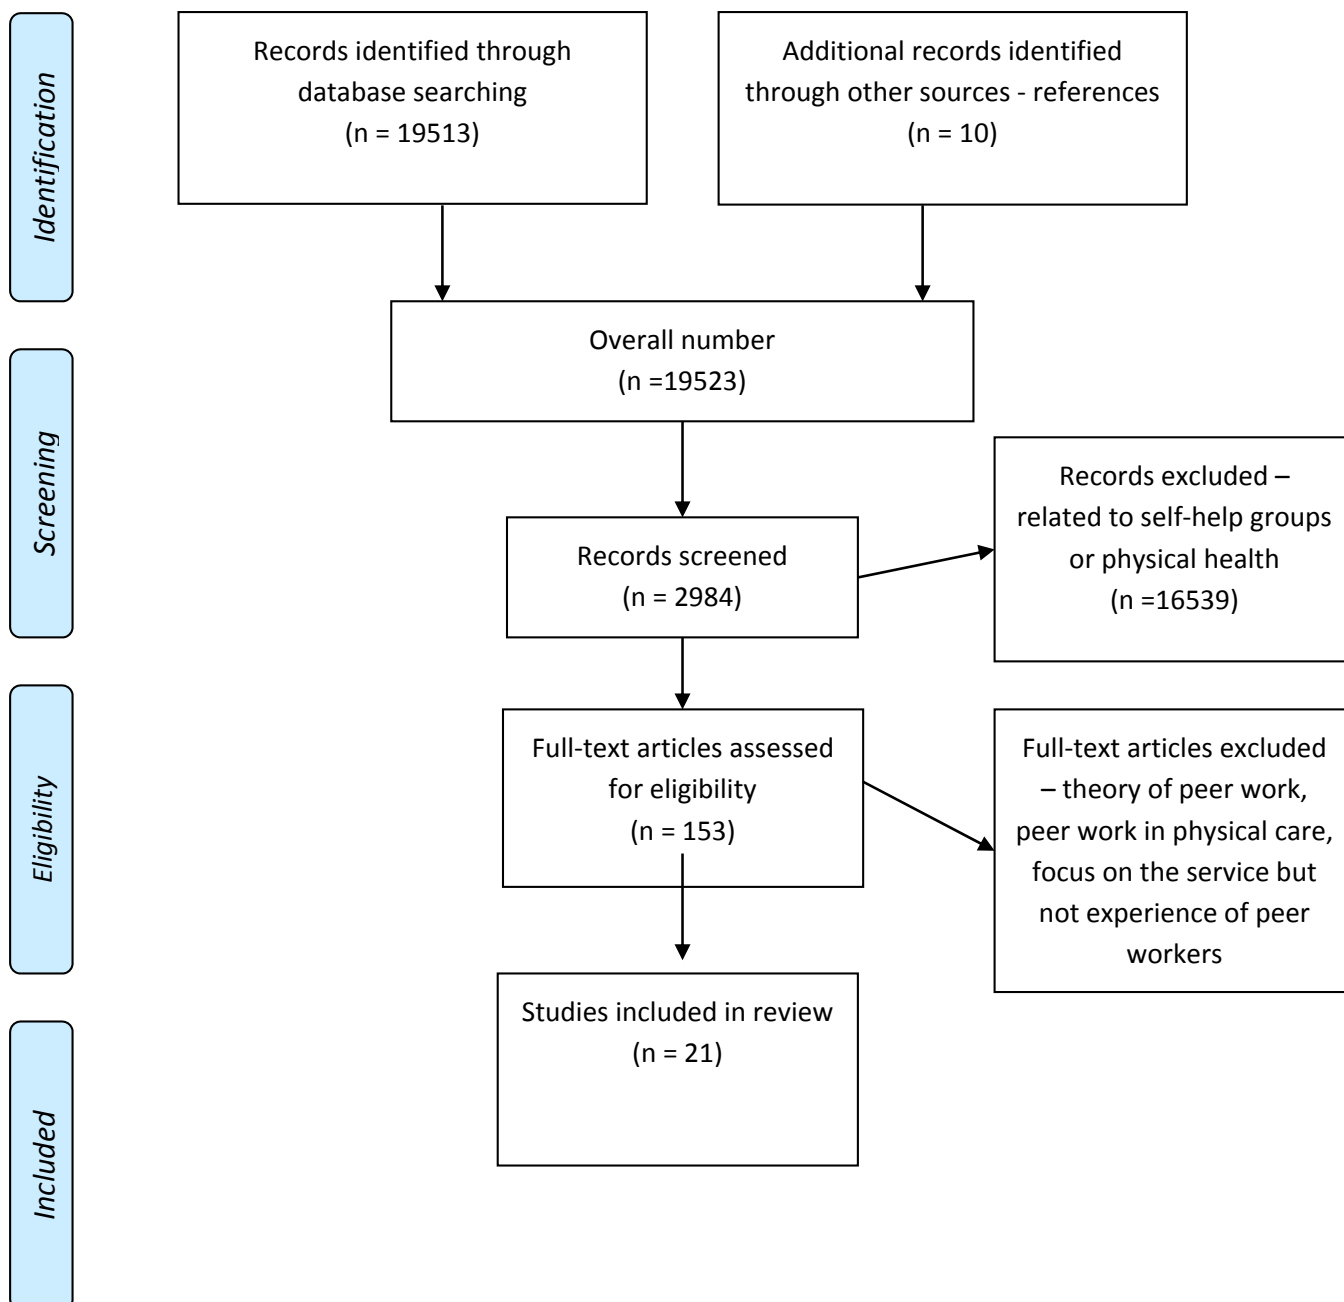 Identification
Records identified through
database searching
(n = 19513)
Additional records identified
through other sources - references
(n = 10)
Overall number
(n =19523)
Screening
Records screened
(n = 2984)
Records excluded –
related to self-help groups
or physical health
(n =16539)
Eligibility
Full-text articles assessed
for eligibility
(n = 153)
Full-text articles excluded
– theory of peer work,
peer work in physical care,
focus on the service but
not experience of peer
workers
Included
Studies included in review
(n = 21)